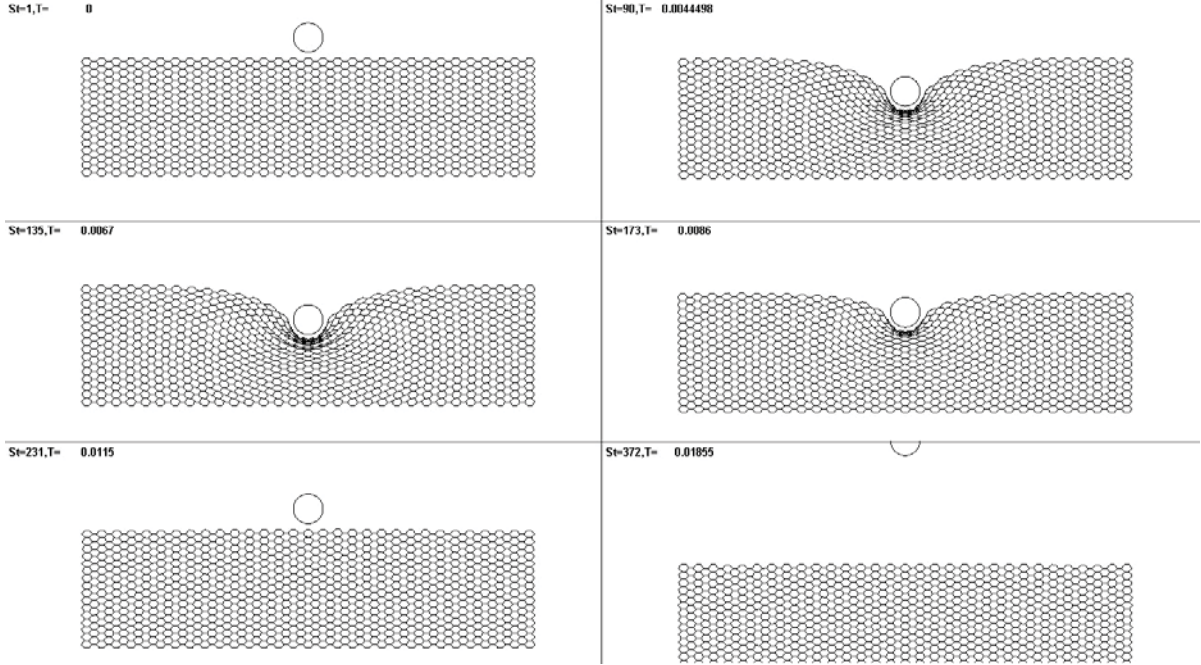 St=1,T= 0
St=90,T= 0.0044498
St=135,T= 0.0067
St=173,T= 0.0086
St=231,T= 0.0115
St=372,T= 0.01855